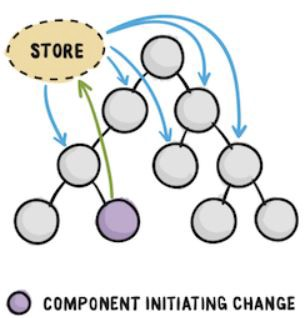 STORE
COMPONENT INITIATING CHANGE